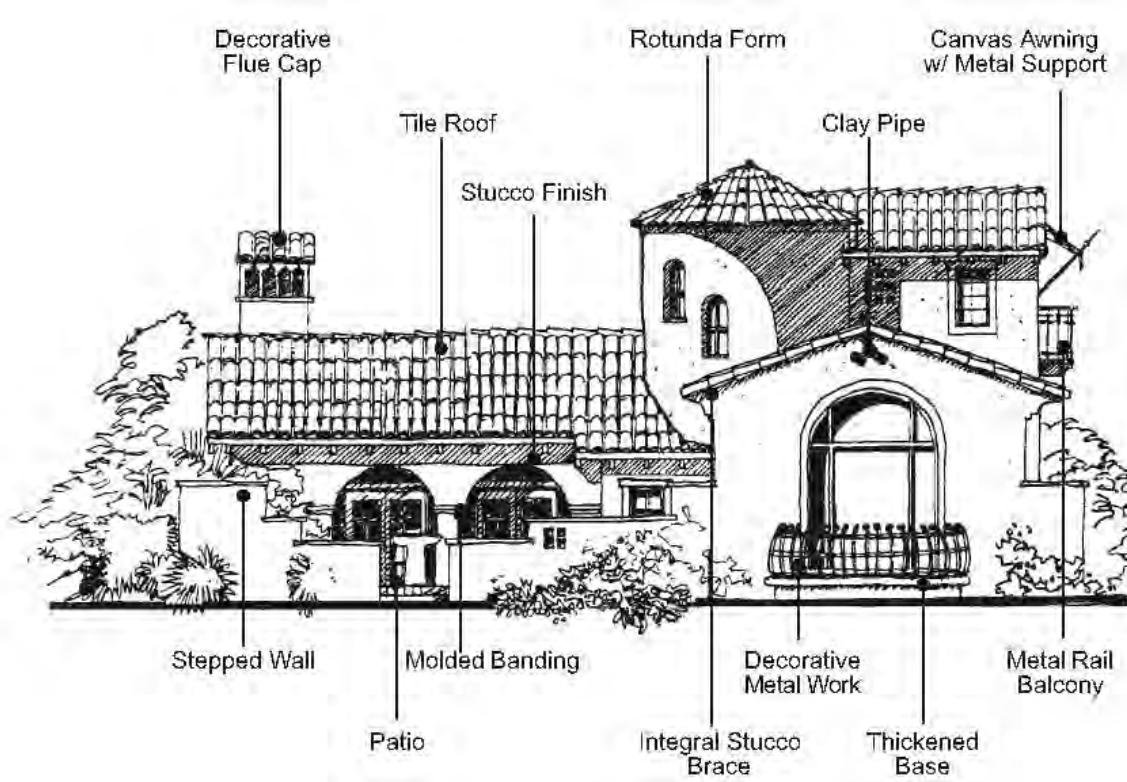 Decorative
Flue Cap
Rotunda Form
Canvas Awning
w/ Metal Support
Tile Roof
Clay Pipe
Stucco Finish
Stepped Wall
Molded Banding
Decorative
Metal Work
Metal Rail
Balcony
Patio
Integral Stucco
Brace
Thickened
Base